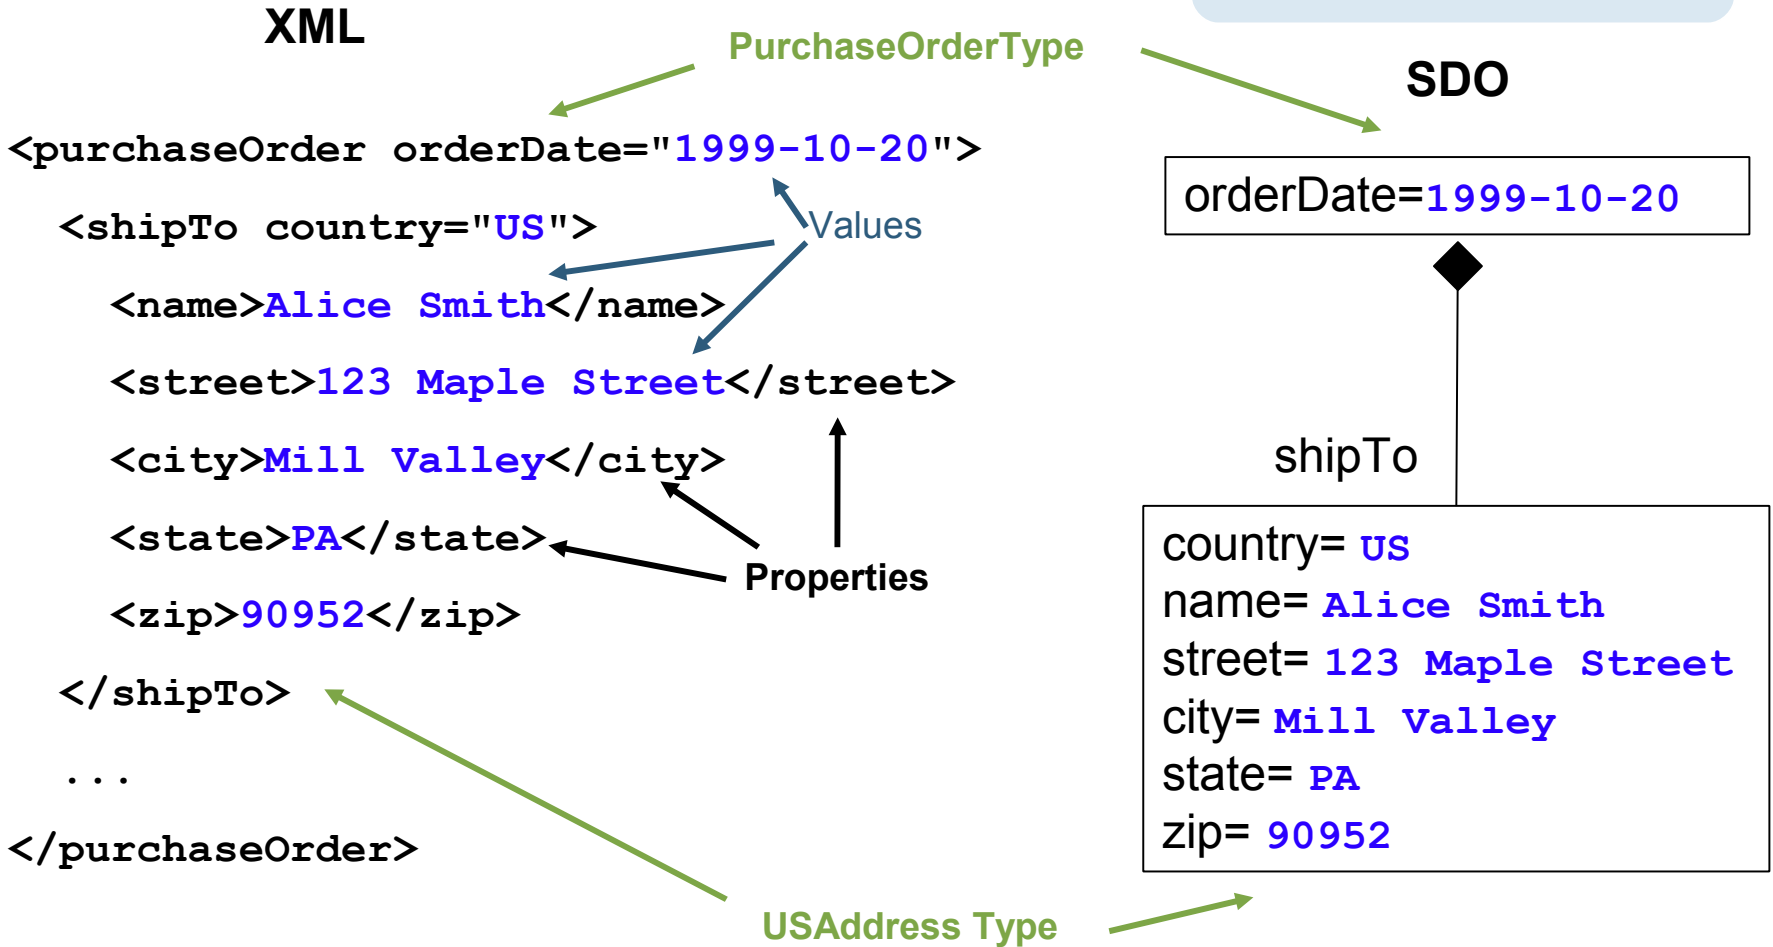 XML
PurchaseOrderType
SDO
<purchaseOrder orderDate="1999-10-20">
<shipTo country="US">
Values
<name>Alice Smith</name>
<street>123 Maple Street</street>
<city>Mill Valley</city>
<state>PA</state>
Properties
<zip>90952</zip>
</shipTo>
...
</purchaseOrder>
USAddress Type
orderDate=1999-10-20
shipTo
country= US
name= Alice Smith
street= 123 Maple Street
city= Mill Valley
state= PA
zip= 90952